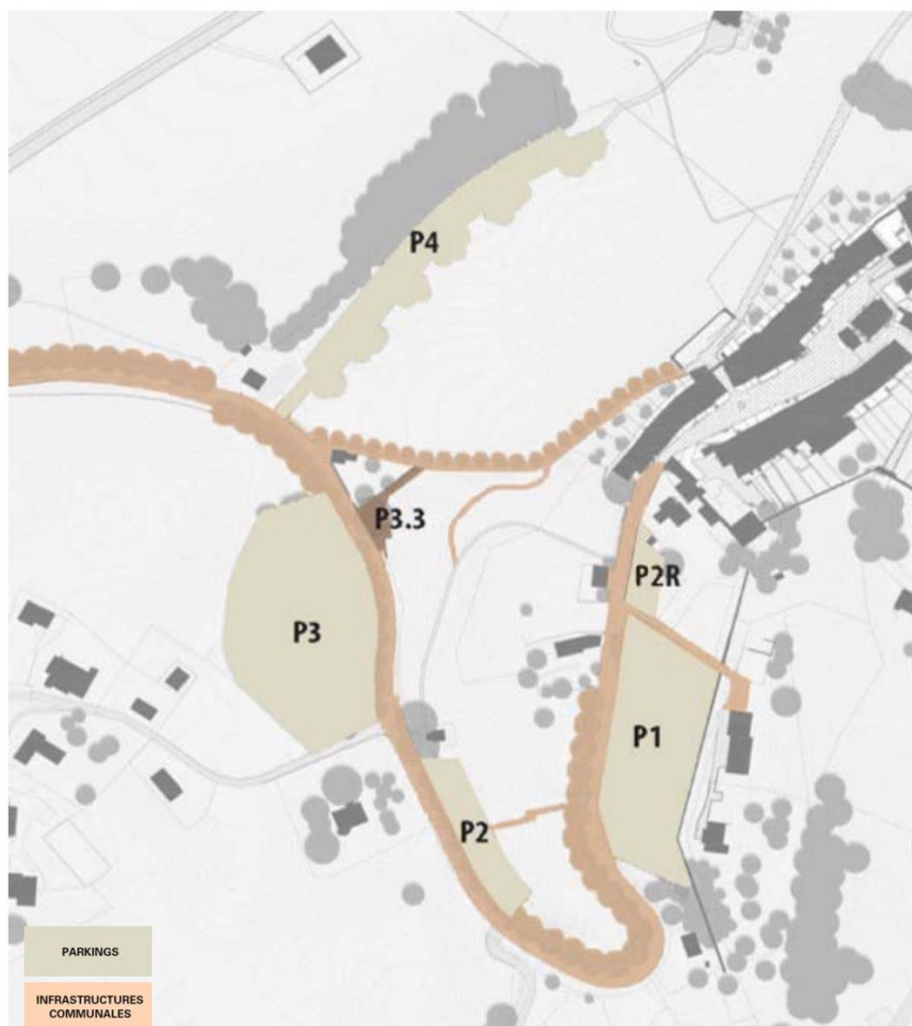 P4
P3.3
P2R
P3
P1
P2
PARKINGS
INFRASTRUCTURES
COMMUNALES